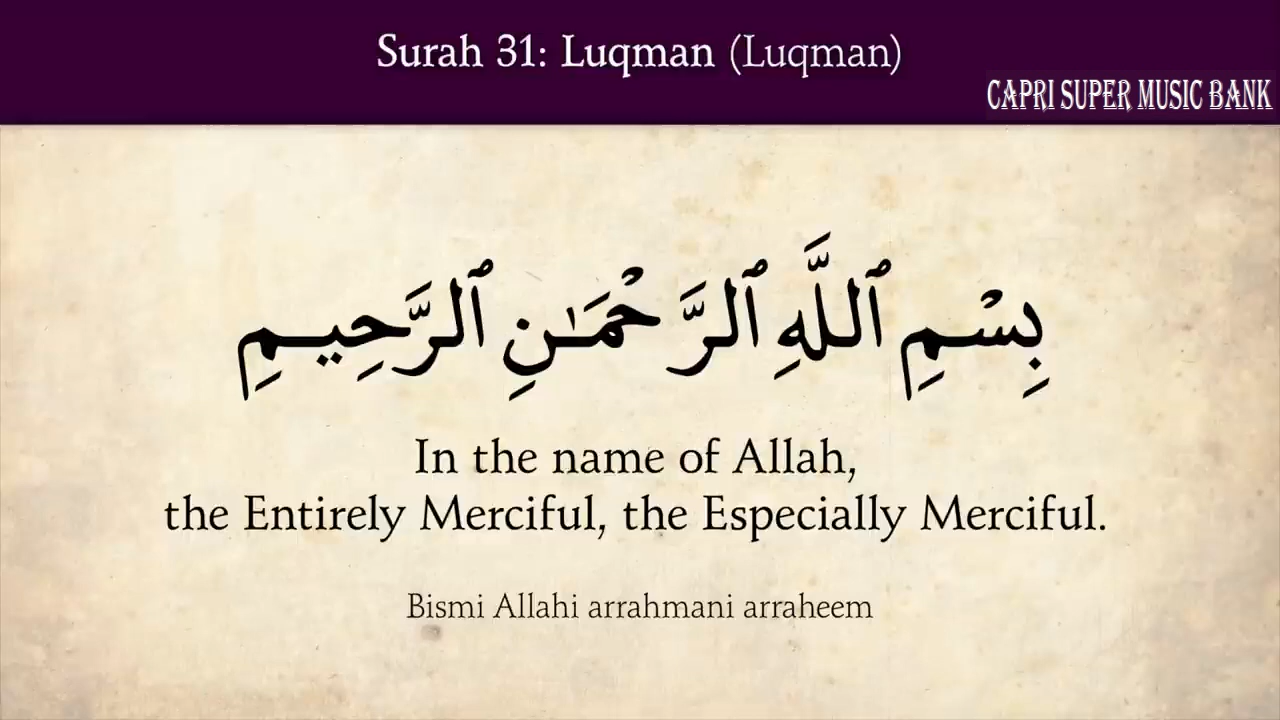 Surah 31: Luqman (Luqman)
CAPRI SUPER MUSIC BANK
بِسْمِ ٱللَّهِ ٱلرَّحْمَـٰنِ ٱلرَّحِيمِ
In the name of Allah,
the Entirely Merciful, the Especially Merciful.
Bismi Allahi arrahmani arraheem